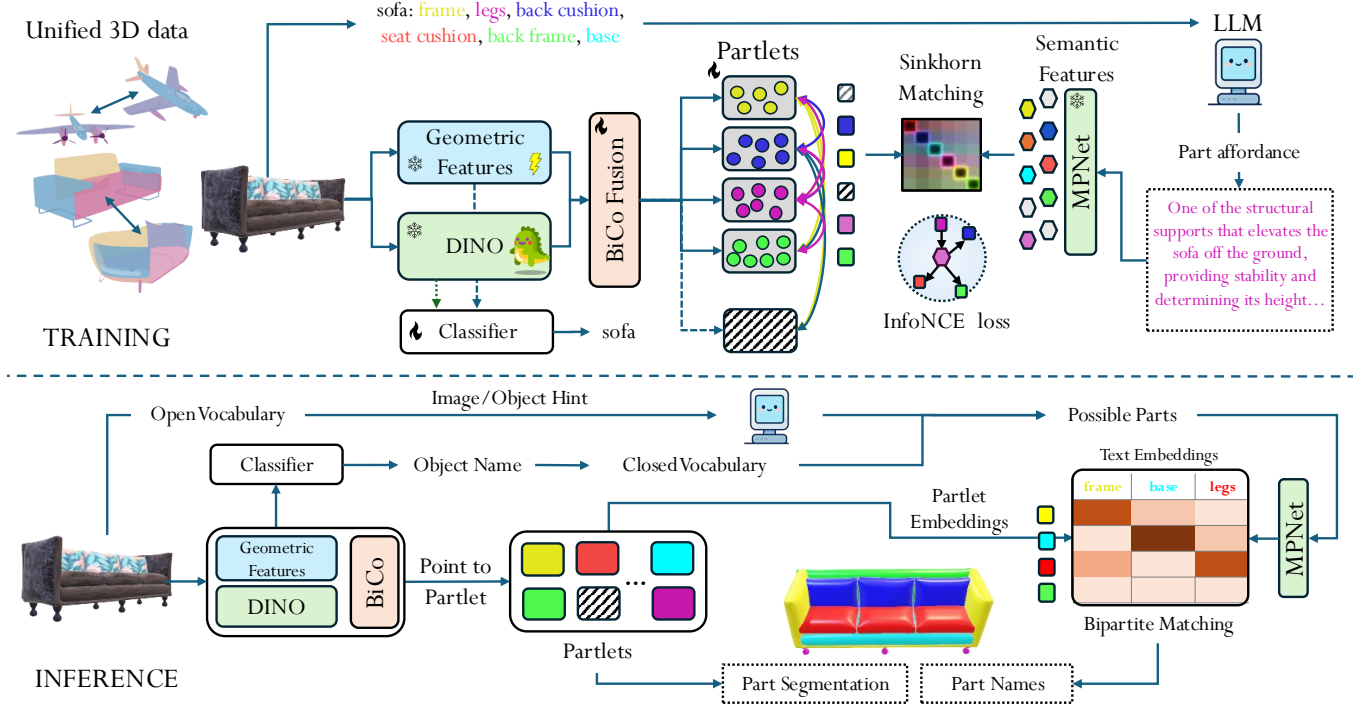 Unified 3D data
sofa: frame, legs, back cushion,
seat cushion, back frame, base
LLM
Partlets
Sinkhorn
Matching
Semantic
Features
Geometric
Features
DINO
BiCo Fusion
MPNet
Part affordance
One of the structural
supports that elevates the
sofa off the ground,
providing stability and
determining its height...
InfoNCE loss
Classifier
sofa
TRAINING
Open Vocabulary
Image/Object Hint
Possible Parts
Classifier
Object Name
Closed Vocabulary
Text Embeddings
frame
base
legs
Partlet
Embeddings
MPNet
Geometric
Features
DINO
BiCo
Point to
Partlet
...
Partlets
Bipartite Matching
INFERENCE
Part Segmentation
Part Names